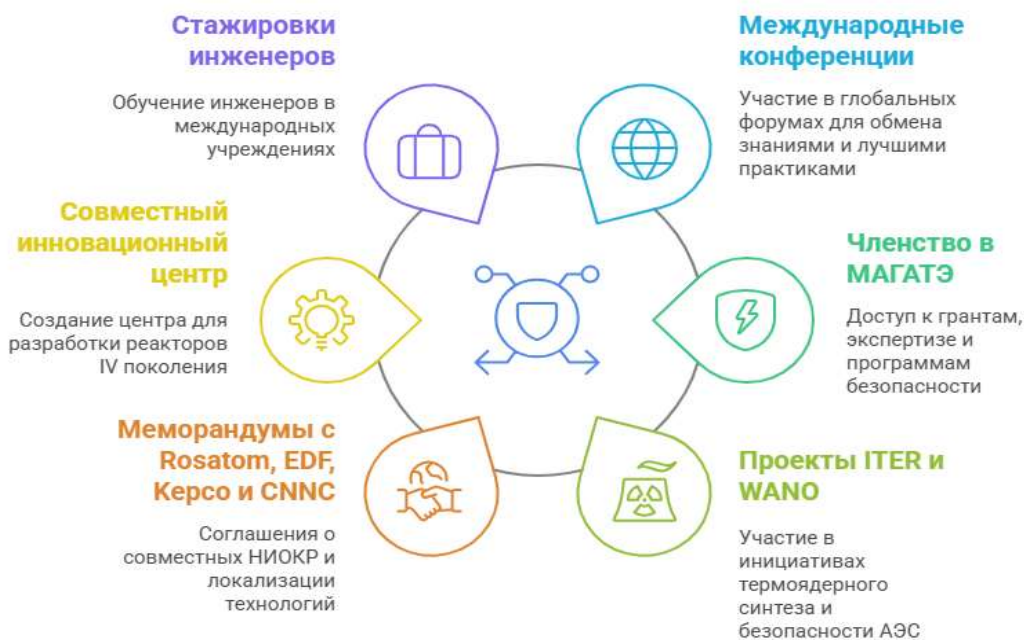 Стажировки
инженеров
Обучение инженеров в
международных
учреждениях
Международные
конференции
Участие в глобальных
форумах для обмена
знаниями и лучшими
практиками
Совместный
инновационный
центр
Создание центра для
разработки реакторов
IV поколения
Членство в
МАГАТЭ
Доступ к грантам,
экспертизе и
программам
безопасности
Меморандумы с
Rosatom, EDF,
Kepco и CNNC
Соглашения о
совместных НИОКР и
локализации
технологий
Проекты ITER и
WANO
Участие в
инициативах
термоядерного
синтеза и
безопасности АЭС